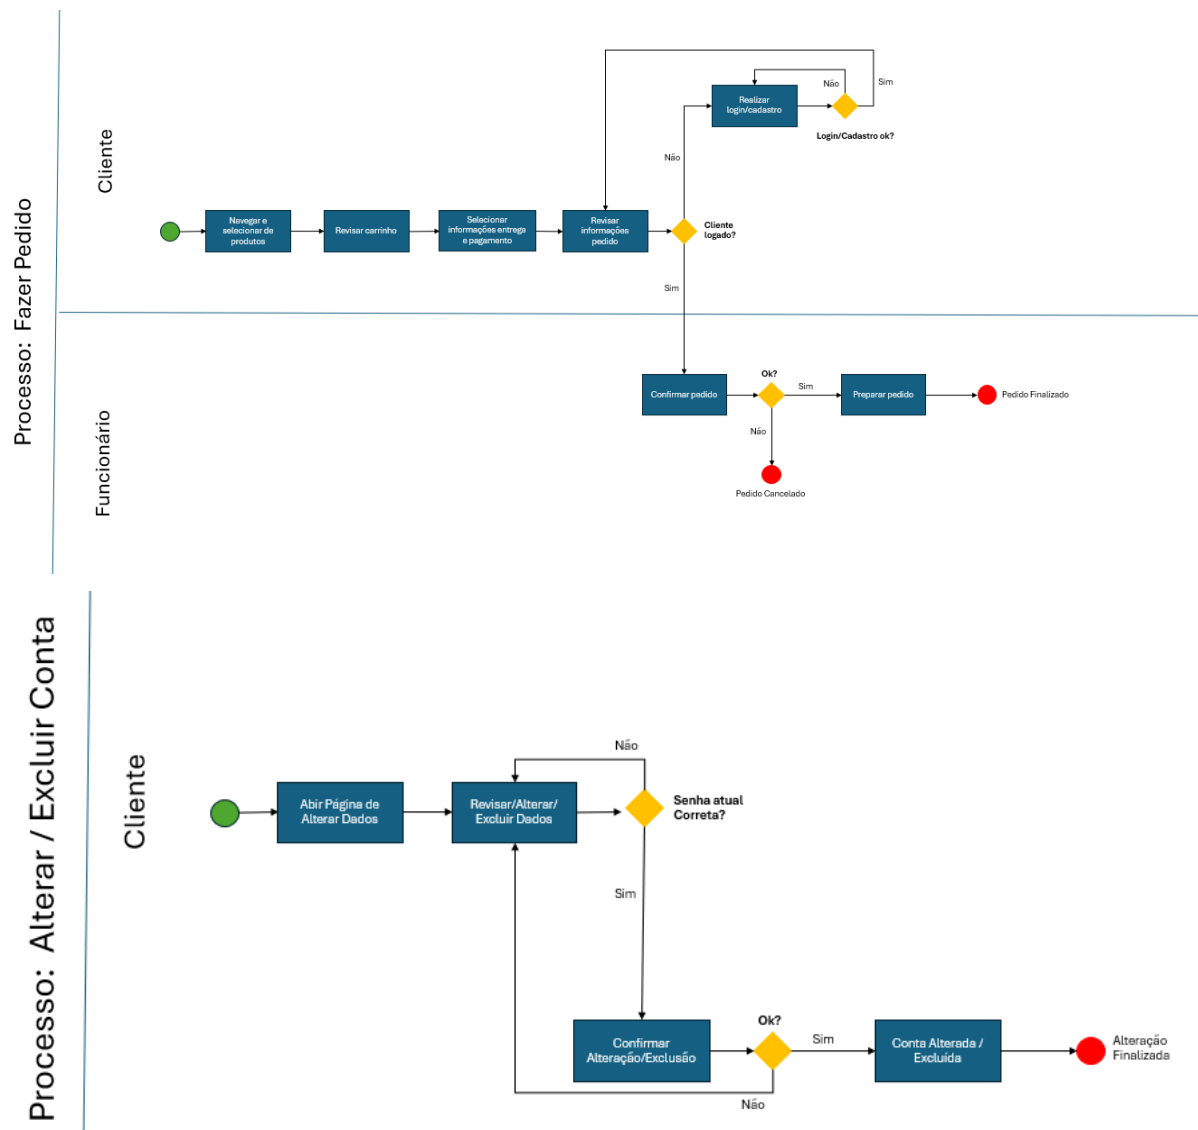 Processo: Fazer Pedido
Cliente
Não
Sim
Realizar
login/cadastro
Login/Cadastro ok?
Não
Navegar e
selecionar de
produtos
Revisar carrinho
Selecionar
informações entrega
e pagamento
Revisar
informações
pedido
Cliente
logado?
Sim
Funcionário
Ok?
Confirmar pedido
Sim
Preparar pedido
Pedido Finalizado
Não
Pedido Cancelado
Processo: Alterar / Excluir Conta
Cliente
Não
Abir Página de
Alterar Dados
Revisar/Alterar/
Excluir Dados
Senha atual
Correta?
Sim
Ok?
Confirmar
Alteração/Exclusão
Sim
Conta Alterada /
Excluída
Alteração
Finalizada
Não